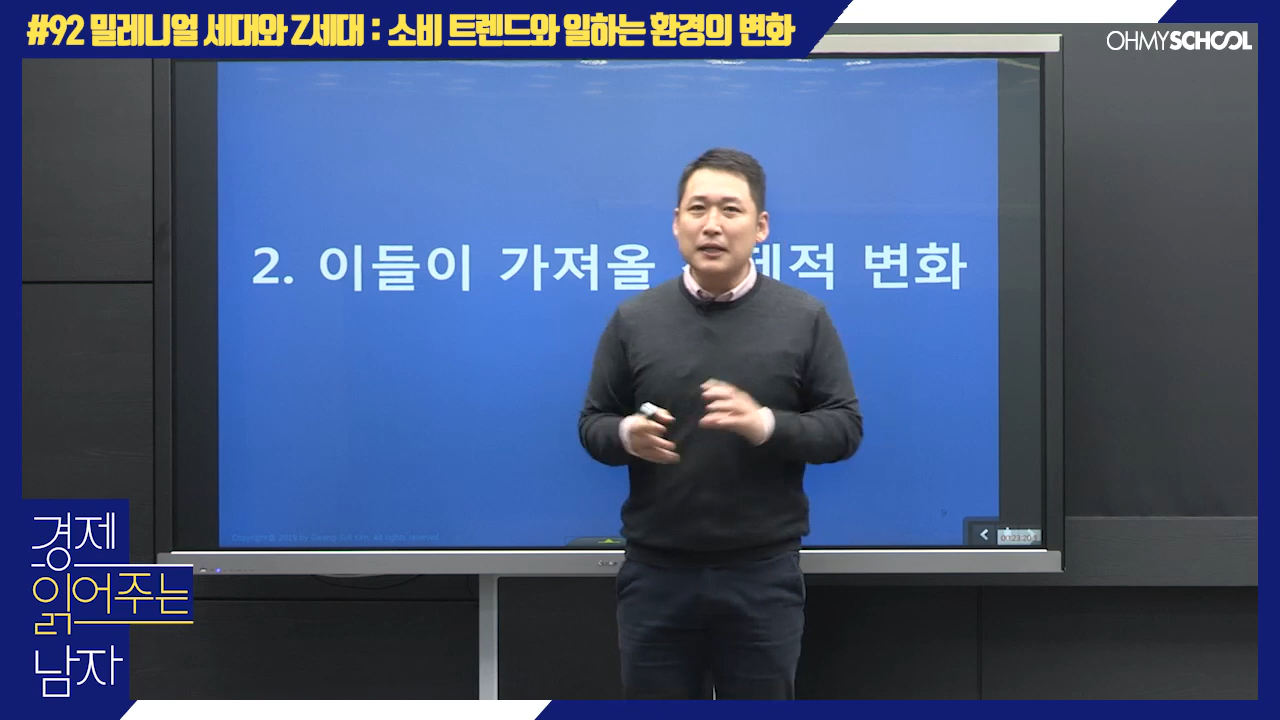 #92 밀레니얼 세대와 Z세대 : 소비 트렌드와 일하는 환경의 변화
OHMYSCHOOL
2. 이들이 가져올 제적 변화
경제
읽어주는
남자